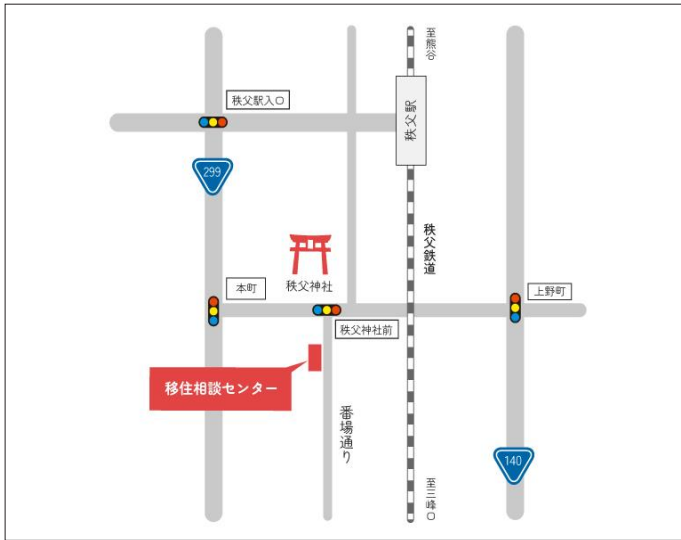 至熊谷
秩父駅入口
秩父駅
299
秩父鉄道
秩父神社
本町
上野町
秩父神社前
移住相談センター
番場通り
140
至三峰口